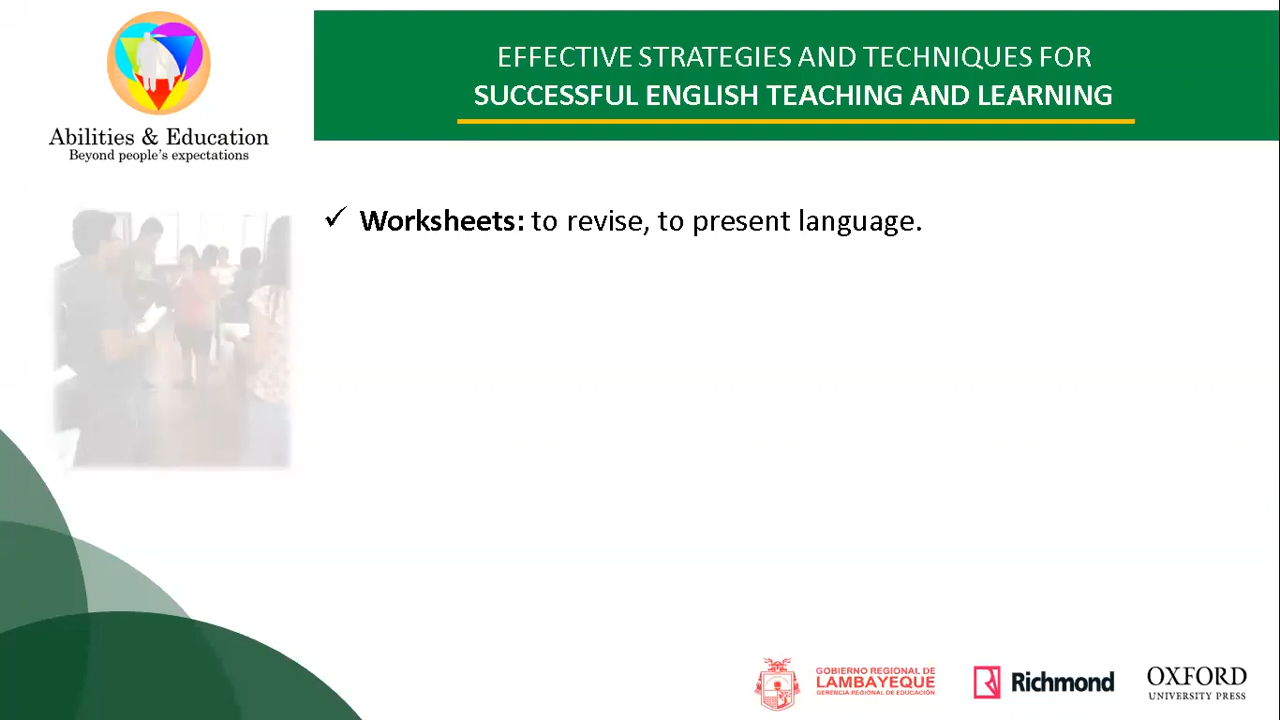 EFFECTIVE STRATEGIES AND TECHNIQUES FOR
SUCCESSFUL ENGLISH TEACHING AND LEARNING
Abilities & Education
Beyond people's expectations
✓ Worksheets: to revise, to present language.
GOBIERNO REGIONAL DE
LAMBAYEQUE
GERENCIA REGIONAL DE EDUCACIÓN
Richmond
OXFORD
UNIVERSITY PRESS